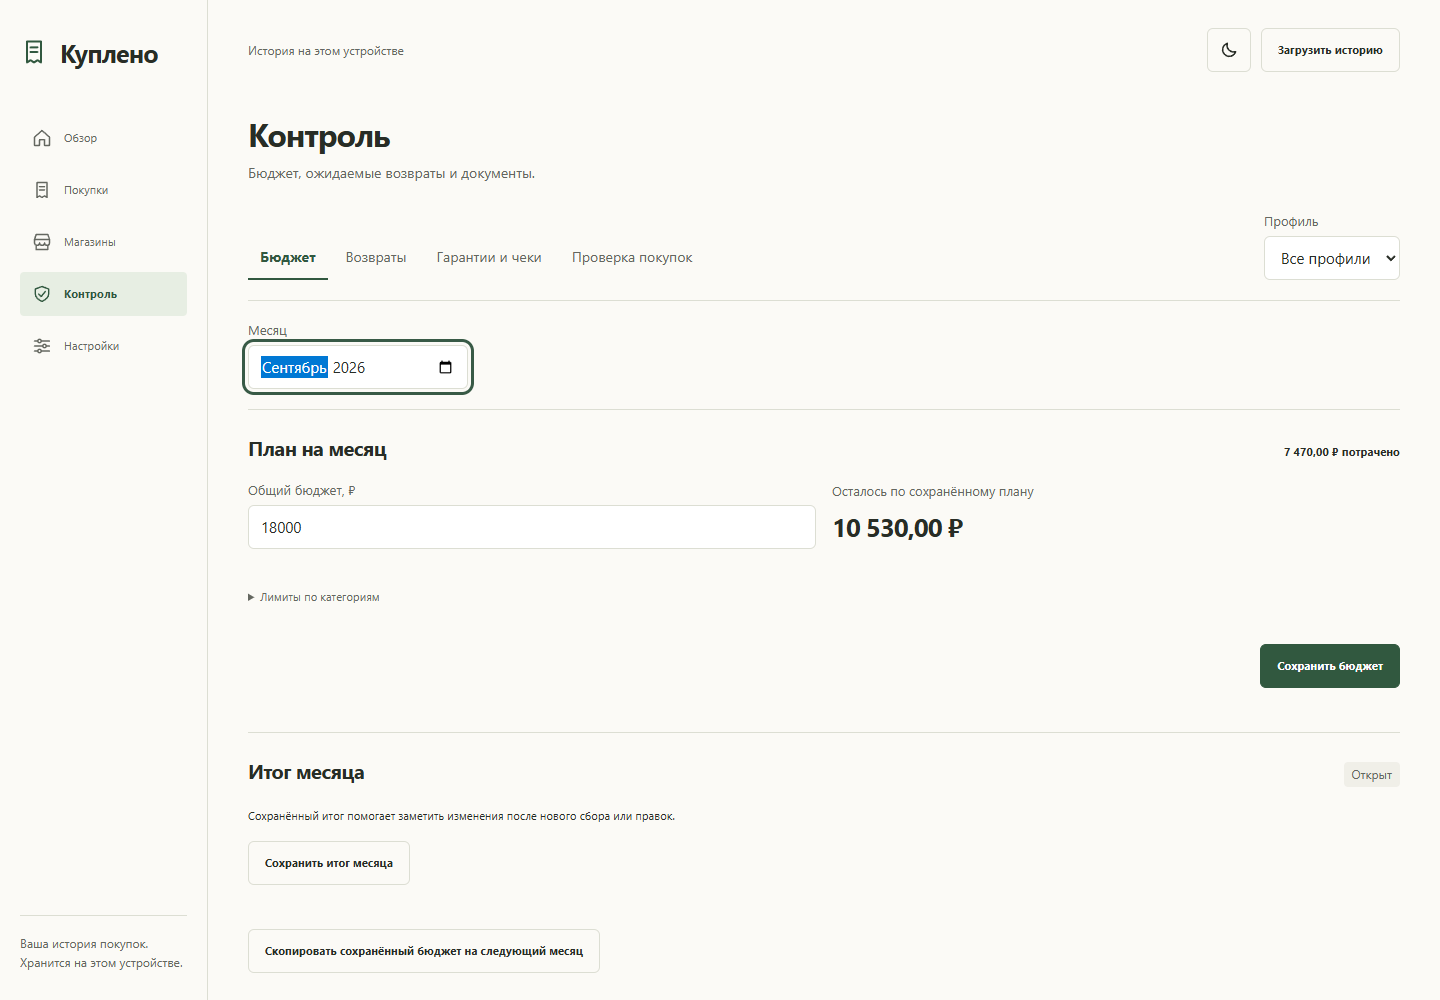 Куплено
Обзор
Покупки
Магазины
Контроль
Настройки
Ваша история покупок.
Хранится на этом устройстве.
История на этом устройстве
Загрузить историю
Контроль
Бюджет, ожидаемые возвраты и документы.
Профиль
Бюджет Возвраты Гарантии и чеки Проверка покупок Все профили
Месяц
Сентябрь 2026
План на месяц
7 470,00 ₽ потрачено
Общий бюджет, ₽
18000
Осталось по сохранённому плану
10 530,00 ₽
Лимиты по категориям
Сохранить бюджет
Итог месяца
Открыт
Сохранённый итог помогает заметить изменения после нового сбора или правок.
Сохранить итог месяца
Скопировать сохранённый бюджет на следующий месяц